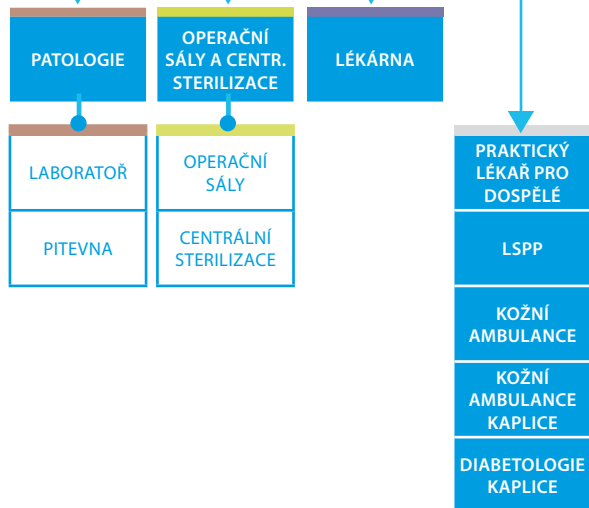 PATOLOGIE
OPERAČNÍ
SÁLY A CENTR.
STERILIZACE
LÉKÁRNA
LABORATOŘ
PITEVNA
OPERAČNÍ
SÁLY
CENTRÁLNÍ
STERILIZACE
PRAKTICKÝ
LÉKAŘ PRO
DOSPĚLÉ
LSPP
KOŽNÍ
AMBULANCE
KOŽNÍ
AMBULANCE
KAPLICE
DIABETOLOGIE
KAPLICE